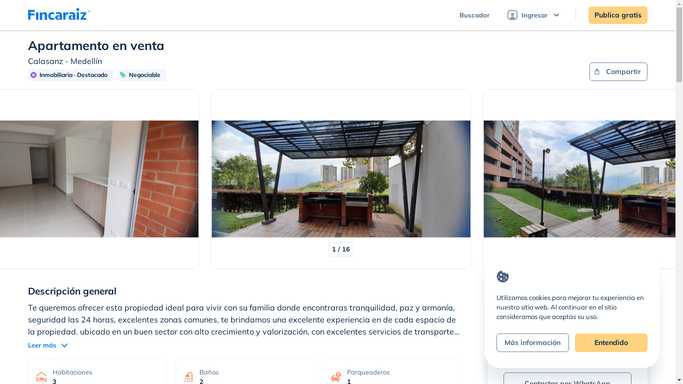 Fincaraiz
Buscador
Ingresar
Publica gratis
Apartamento en venta
Calasanz - Medellín
Inmobiliaria - Destacado
Negociable
Compartir
1 / 16
Descripción general
Te queremos ofrecer esta propiedad ideal para vivir con su familia donde encontraras tranquilidad, paz y armonía,
seguridad las 24 horas, excelentes zonas comunes, te brindamos una excelente experiencia en de cada espacio de
la propiedad. ubicado en un buen sector con alto crecimiento y valorización, con excelentes servicios de transporte...
Leer más
Habitaciones
3
Baños
2
Parqueaderos
1
Utilizamos cookies para mejorar tu experiencia en
nuestro sitio web. Al continuar en el sitio
consideramos que aceptas su uso.
Más información
Entendido
Contactar por WhatsApp